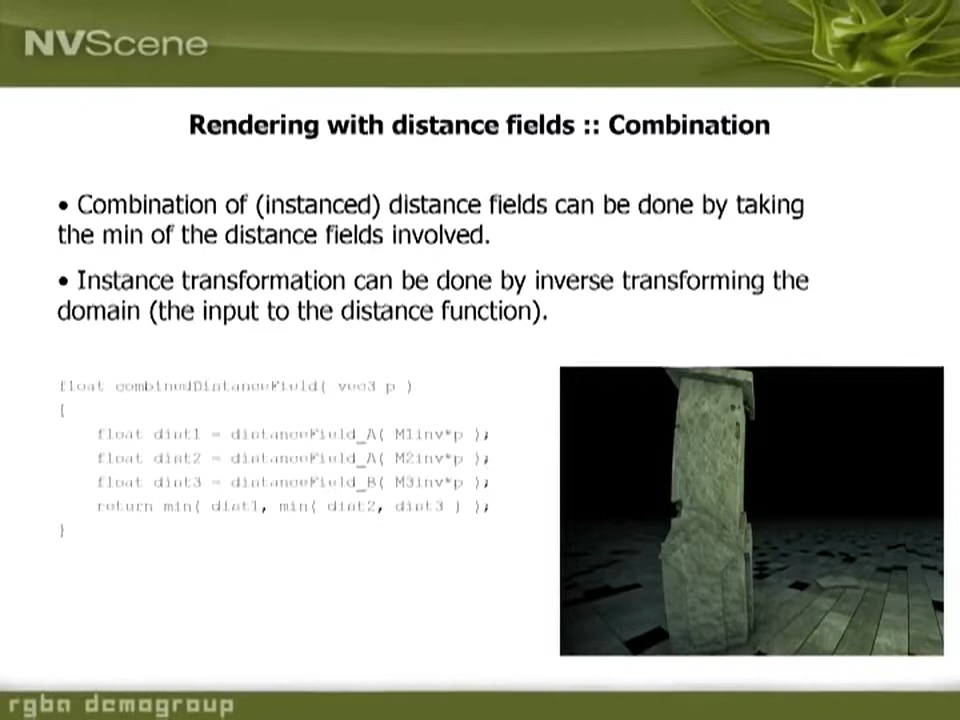 NVScene
Rendering with distance fields :: Combination
• Combination of (instanced) distance fields can be done by taking
the min of the distance fields involved.
• Instance transformation can be done by inverse transforming the
domain (the input to the distance function).
float combinedDistanceField( vec3 p )
{
float dist1 = distanceField_A( M1inv*p );
float dist2 = distanceField_A( M2inv*p );
float dist3 = distanceField_B( M3inv*p );
return min( dist1, min( dist2, dist3 ) );
}
rgba demogroup